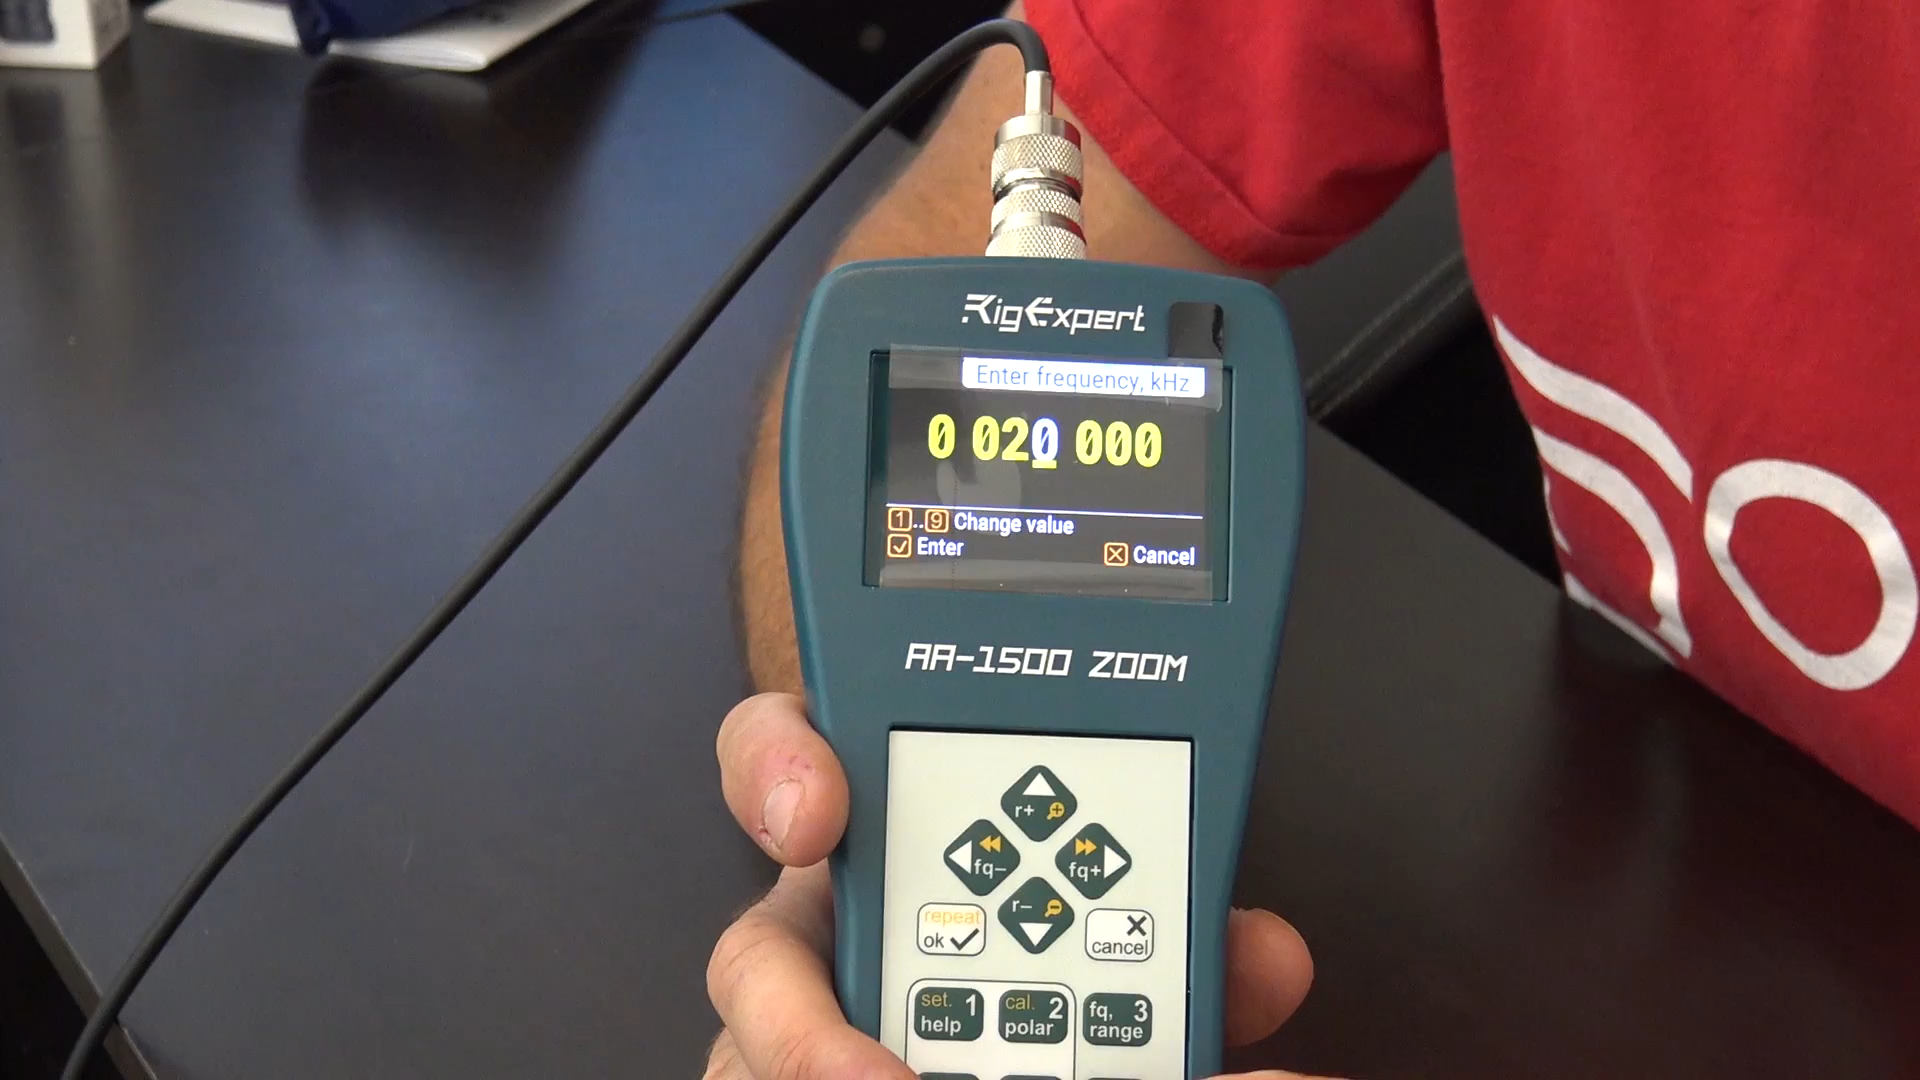 RigExpert
Enter frequency, kHz
0 020 000
1..9 Change value
Enter
Cancel
AA-1500 ZOOM
r+
fq-
fq+
r-
repeat
ok
cancel
set. 1
help
cal. 2
polar
fq, 3
range